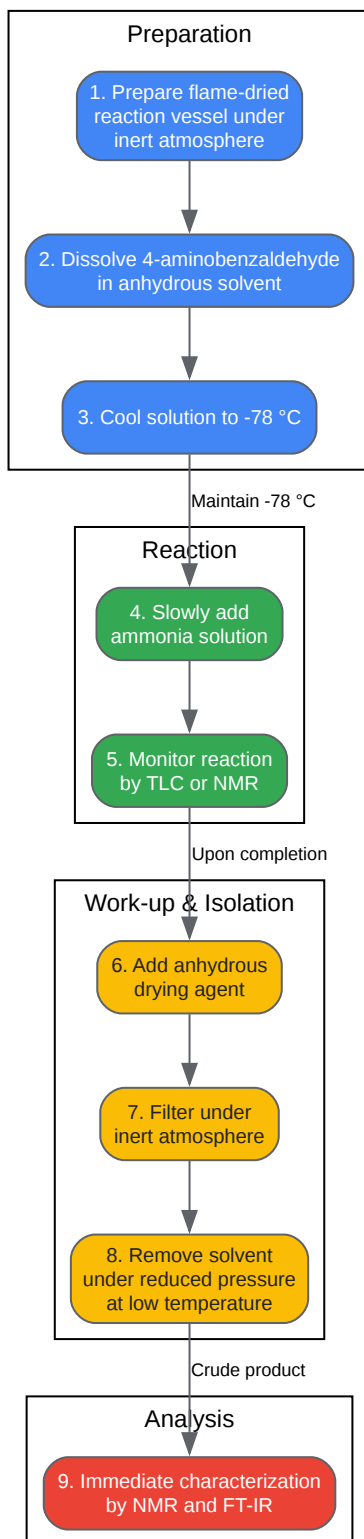 Preparation
1. Prepare flame-dried
reaction vessel under
inert atmosphere
2. Dissolve 4-aminobenzaldehyde
in anhydrous solvent
3. Cool solution to -78 °C
Maintain -78 °C
Reaction
4. Slowly add
ammonia solution
5. Monitor reaction
by TLC or NMR
Upon completion
Work-up & Isolation
6. Add anhydrous
drying agent
7. Filter under
inert atmosphere
8. Remove solvent
under reduced pressure
at low temperature
Crude product
Analysis
9. Immediate characterization
by NMR and FT-IR